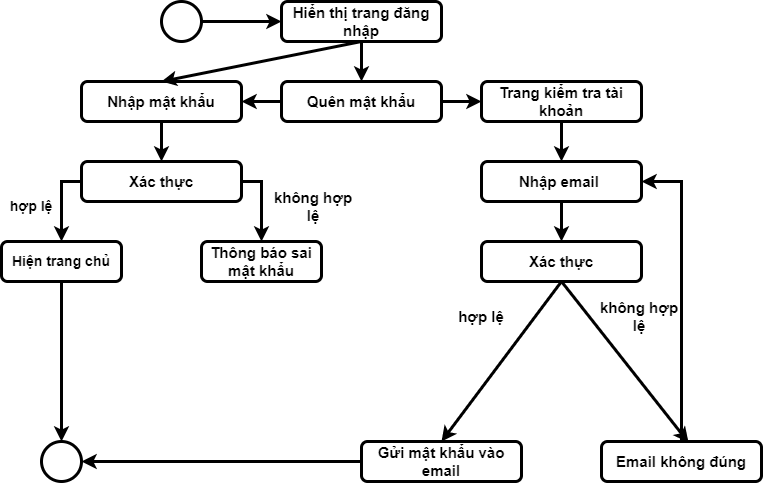 Hiển thị trang đăng
nhập
Nhập mật khẩu
Quên mật khẩu
Trang kiểm tra tài
khoản
Xác thực
Nhập email
hợp lệ
không hợp
lệ
Hiện trang chủ
Thông báo sai
mật khẩu
Xác thực
hợp lệ
không hợp
lệ
Gửi mật khẩu vào
email
Email không đúng